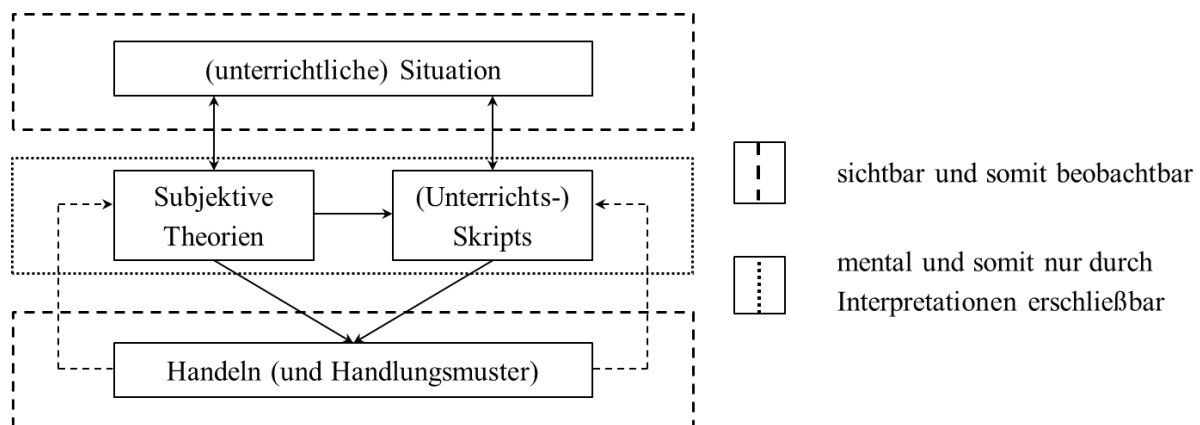 (unterrichtliche) Situation
Subjektive
Theorien
(Unterrichts-)
Skripts
Handeln (und Handlungsmuster)
sichtbar und somit beobachtbar
mental und somit nur durch
Interpretationen erschließbar